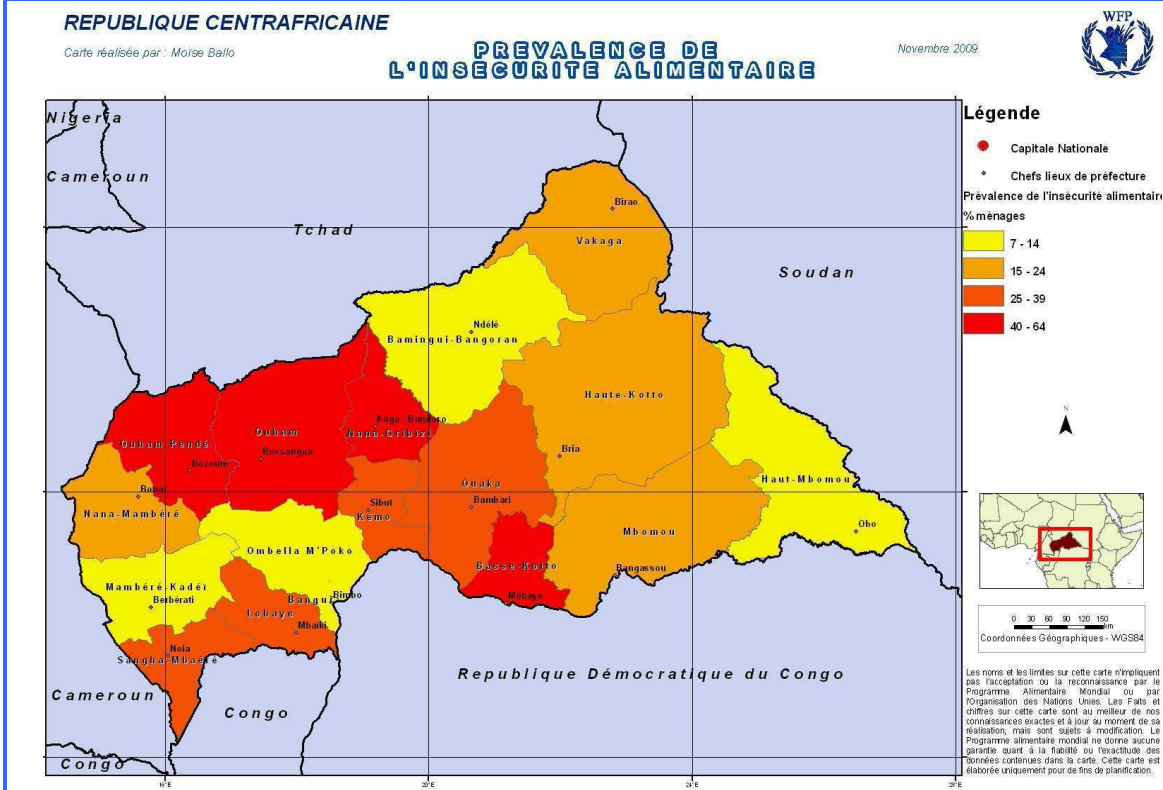 REPUBLIQUE CENTRAFRICAINE
Carte réalisée par : Moïse Ballo
PREVALENCE DE
L'INSECURITE ALIMENTAIRE
Novembre 2009
WFP
Nigeria
Cameroun
Tchad
Soudan
Birao
Vakaga
Ndélé
Bamingui-Bangoran
Haute-Kotto
Kaga-Bandoro
Nana-Gribizi
Ouham Pendé
Ouham
Bozoum
Bossangoa
Bria
Bouar
Nana-Mambéré
Sibut
Kémo
Ouaka
Bambari
Haut-Mbomou
Obo
Mbomou
Ombella M'Poko
Basse-Kotto
Bangassou
Mambéré-Kadéï
Berbérati
Bangui
Bimbo
Mobaye
Lobaye
Mbaïki
Nola
Sangha-Mbaéré
Republique Démocratique du Congo
Cameroun
Congo
Congo
16°E
20°E
24°E
28°E
Légende
Capitale Nationale
Chefs lieux de préfecture
Prévalence de l'insécurité alimentaire
% ménages
7 - 14
15 - 24
25 - 39
40 - 64
N
0 30 60 90 120 150
km
Coordonnées Géographiques - WGS84
Les noms et les limites sur cette carte n'impliquent
pas l'acceptation ou la reconnaissance par le
Programme Alimentaire Mondial ou par
l'Organisation des Nations Unies. Les Faits et
chiffres sur cette carte sont au meilleur de nos
connaissances exactes et à jour au moment de sa
réalisation, mais sont sujets à modification. Le
Programme alimentaire mondial ne donne aucune
garantie quant à la fiabilité ou l'exactitude des
données contenues dans la carte. Cette carte est
élaborée uniquement pour de fins de planification.